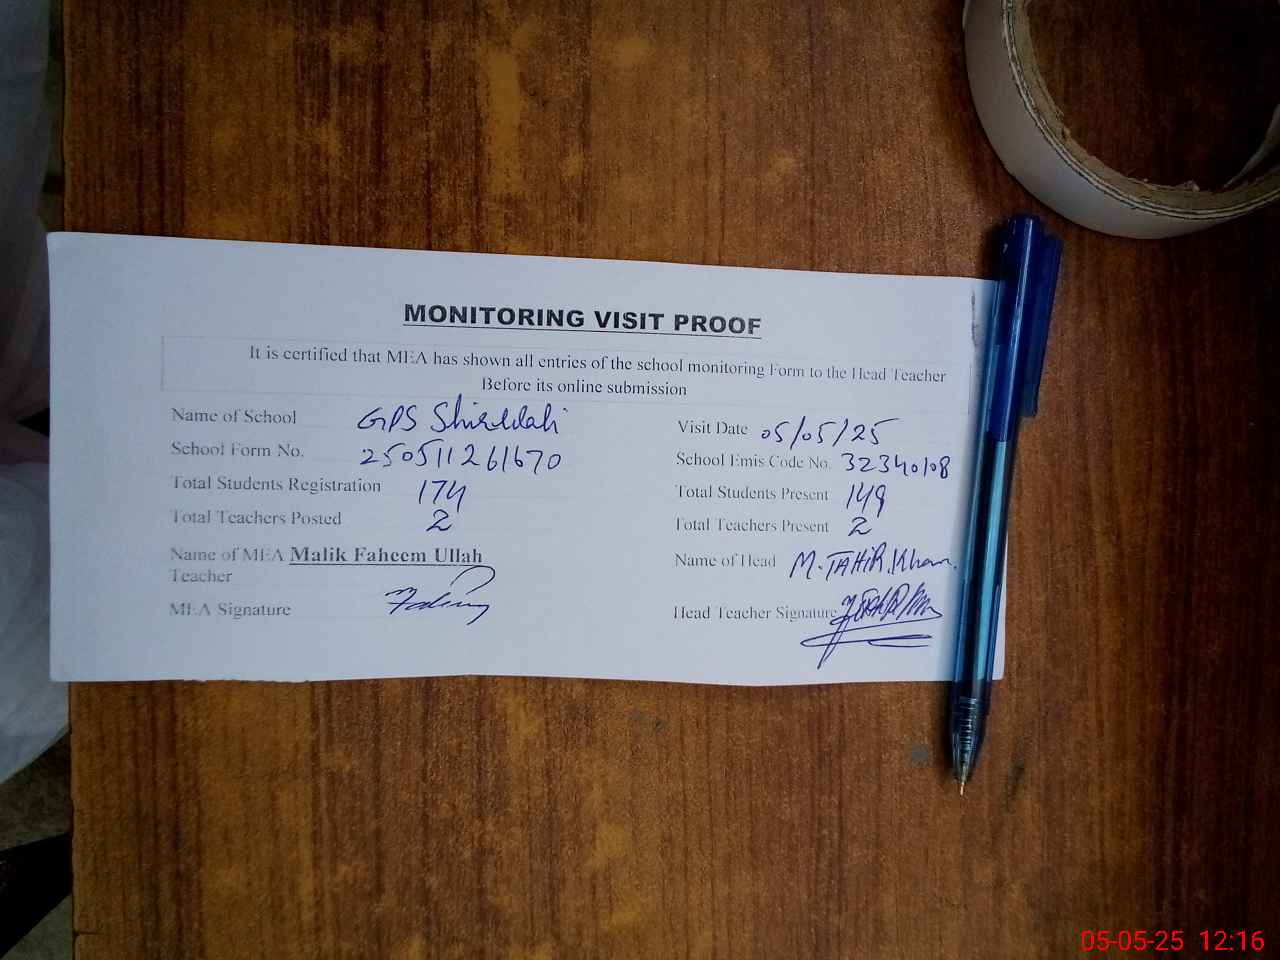 MONITORING VISIT PROOF
It is certified that MEA has shown all entries of the school monitoring Form to the Head Teacher
Before its online submission
Name of School GPS Visit Date 05/05/25
School Form No. 250511261670 School Emis Code No. 32340108
Total Students Registration 174 Total Students Present 149
Total Teachers Posted 2 Total Teachers Present 2
Name of MEA Malik Faheem Ullah Name of Head M. TAHIR. Khan.
Teacher
MEA Signature Head Teacher Signature
05-05-25 12:16